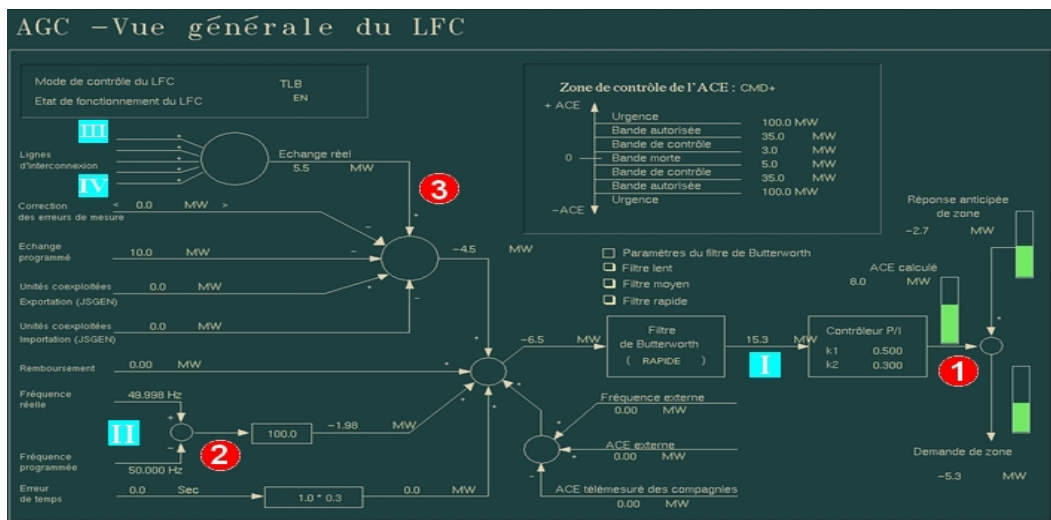 AGC –Vue générale du LFC
Mode de contrôle du LFC TLB
Etat de fonctionnement du LFC EN
Zone de contrôle de l'ACE : CMD+
+ ACE
Urgence
100.0 MW
Bande autorisée
35.0 MW
Bande de contrôle
3.0 MW
0
Bande morte
5.0 MW
Bande de contrôle
35.0 MW
Bande autorisée
100.0 MW
Urgence
–ACE
III
Lignes
d'interconnexion
IV
+
+
+
+
+
Echange réel
5.5 MW
3
+
Correction
des erreurs de mesure
< 0.0 MW >
–
Echange
programmé
10.0 MW
–
–4.5 MW
Unités coexploitées
Exportation (JSGEN)
0.0 MW
+
Unités coexploitées
Importation (JSGEN)
0.0 MW
–
Paramètres du filtre de Butterworth
Filtre lent
Filtre moyen
Filtre rapide
Réponse anticipée
de zone
–2.7 MW
ACE calculé
8.0 MW
Remboursement
0.00 MW
+
+
–6.5 MW
Filtre
de Butterworth
( RAPIDE )
15.3 MW
I
Contrôleur P/I
k1 0.500
k2 0.300
1
+
–
Fréquence
réelle
49.998 Hz
+
II
2
100.0
–1.98 MW
+
+
+
–
Fréquence
programmée
50.000 Hz
Erreur
de temps
0.0 Sec
1.0 * 0.3
0.0 MW
Fréquence externe
0.00 MW
+
ACE externe
0.00 MW
+
–
ACE télémesuré des compagnies
0.00 MW
Demande de zone
–5.3 MW